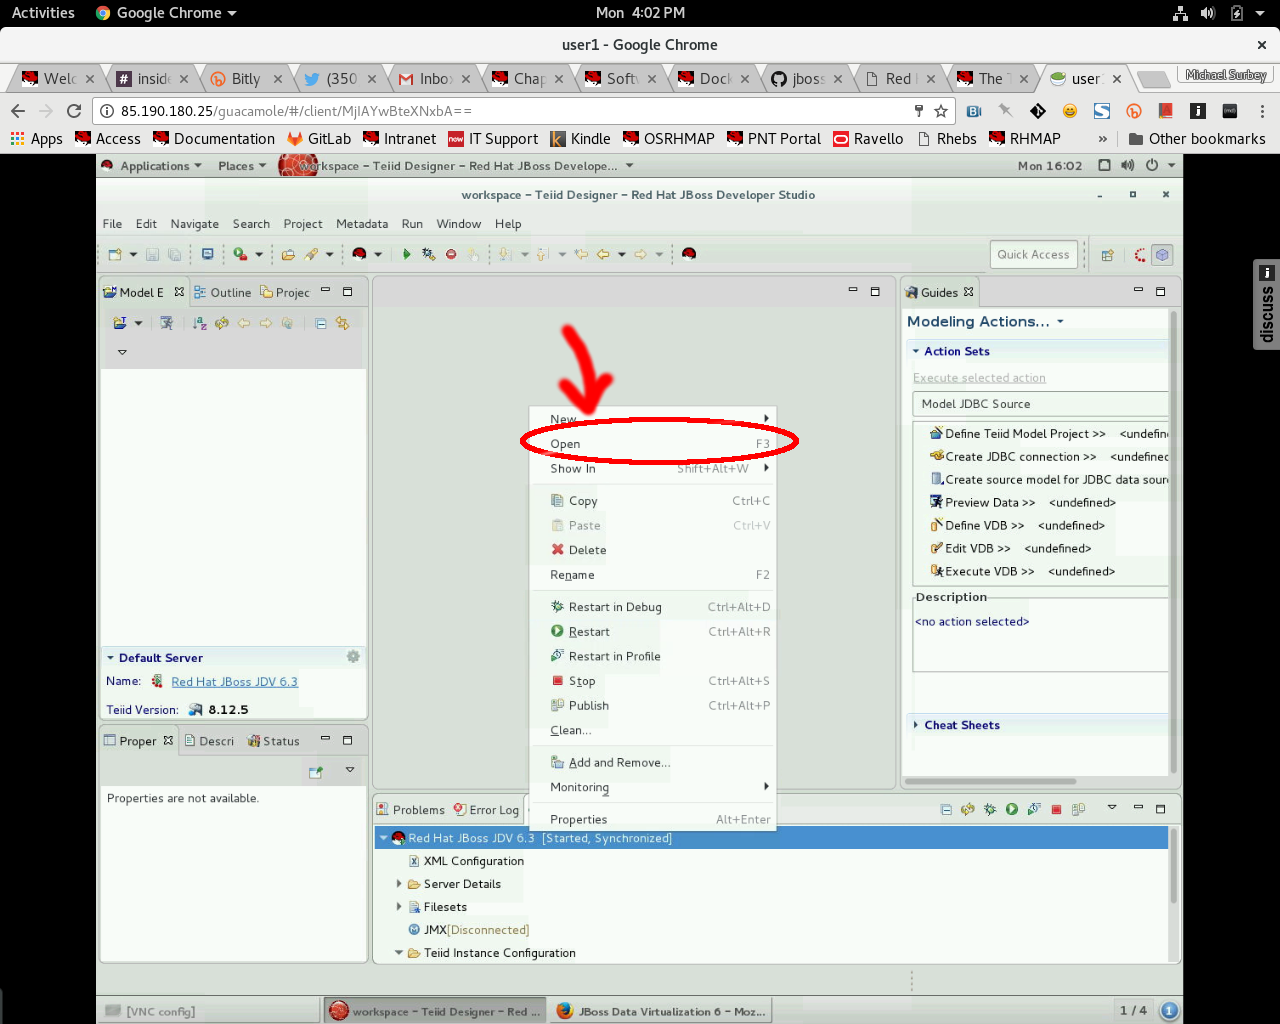 Activities Google Chrome Mon 4:02 PM
user1 - Google Chrome
Welc insid Bitly (350 Inbo Chap Softw Dock jboss Red The T user Michael Surbey
85.190.180.25/guacamole/#/client/MjIAYwBteXNxbA==
Apps Access Documentation GitLab Intranet IT Support Kindle OSRHMAP PNT Portal Ravello Rhebs RHMAP » Other bookmarks
Applications Places workspace – Teiid Designer – Red Hat JBoss Develope... Mon 16:02
workspace – Teiid Designer – Red Hat JBoss Developer Studio
File Edit Navigate Search Project Metadata Run Window Help
Quick Access
Model E Outline Projec Guides
discuss
Modeling Actions...
Action Sets
Execute selected action
Model JDBC Source
Define Teiid Model Project >> <undefin
Create JDBC connection >> <undefinec
Create source model for JDBC data sour
Preview Data >> <undefined>
Define VDB >> <undefined>
Edit VDB >> <undefined>
Execute VDB >> <undefined>
Description
<no action selected>
Cheat Sheets
New
Open F3
Show In Shift+Alt+W
Copy Ctrl+C
Paste Ctrl+V
Delete
Rename F2
Restart in Debug Ctrl+Alt+D
Restart Ctrl+Alt+R
Restart in Profile
Stop Ctrl+Alt+S
Publish Ctrl+Alt+P
Clean...
Add and Remove...
Monitoring
Properties Alt+Enter
Default Server
Name: Red Hat JBoss JDV 6.3
Teiid Version: 8.12.5
Proper Descri Status
Properties are not available.
Problems Error Log
Red Hat JBoss JDV 6.3 [Started, Synchronized]
XML Configuration
Server Details
Filesets
JMX[Disconnected]
Teiid Instance Configuration
[VNC config] workspace – Teiid Designer – Red ... JBoss Data Virtualization 6 – Moz... 1 / 4 1